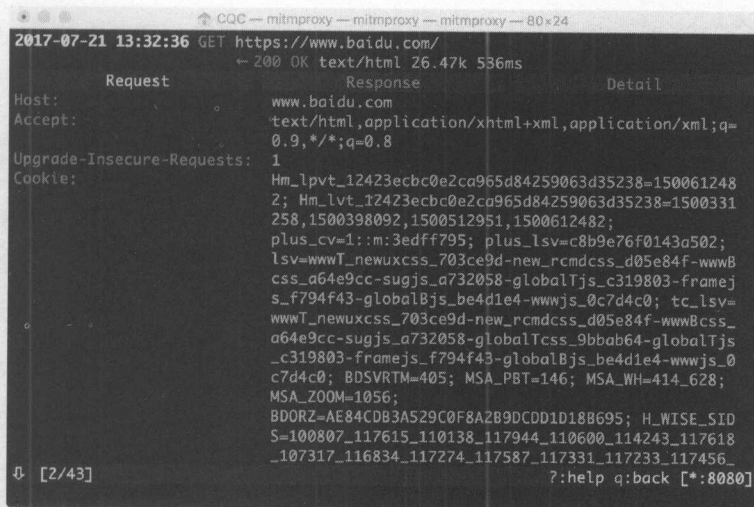 CQC — mitmproxy — mitmproxy — mitmproxy — 80×24
2017-07-21 13:32:36 GET https://www.baidu.com/
← 200 OK text/html 26.47k 536ms
Request Response Detail
Host: www.baidu.com
Accept: text/html,application/xhtml+xml,application/xml;q=
0.9,*/*;q=0.8
Upgrade-Insecure-Requests: 1
Cookie: Hm_lpvt_12423ecbc0e2ca965d84259063d35238=150061248
2; Hm_lvt_12423ecbc0e2ca965d84259063d35238=1500331
258,1500398092,1500512951,1500612482;
plus_cv=1::m:3edff795; plus_lsv=c8b9e76f0143a502;
lsv=wwwT_newuxcss_703ce9d-new_rcmdcss_d05e84f-wwwB
css_a64e9cc-sugjs_a732058-globalTjs_c319803-framej
s_f794f43-globalBjs_be4d1e4-wwwjs_0c7d4c0; tc_lsv=
wwwT_newuxcss_703ce9d-new_rcmdcss_d05e84f-wwwBcss_
a64e9cc-sugjs_a732058-globalTcss_9bbab64-globalTjs
_c319803-framejs_f794f43-globalBjs_be4d1e4-wwwjs_0
c7d4c0; BDSVRTM=405; MSA_PBT=146; MSA_WH=414_628;
MSA_ZOOM=1056;
BDORZ=AE84CDB3A529C0F8A2B9DCDD1D18B695; H_WISE_SID
S=100807_117615_110138_117944_110600_114243_117618
_107317_116834_117274_117587_117331_117233_117456_
⇩ [2/43] ?:help q:back [*:8080]